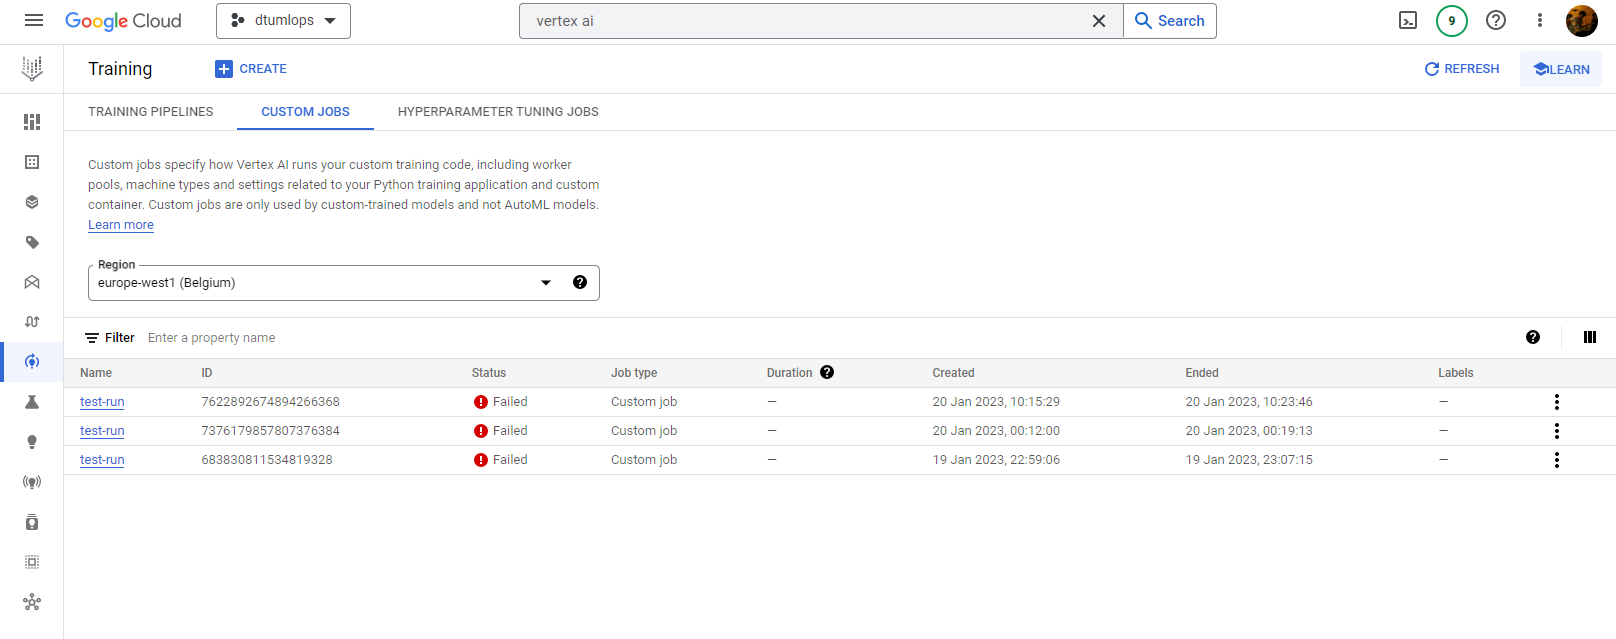 Google Cloud
dtumlops
vertex ai
Search
9
Training
CREATE
REFRESH
LEARN
TRAINING PIPELINES
CUSTOM JOBS
HYPERPARAMETER TUNING JOBS
Custom jobs specify how Vertex AI runs your custom training code, including worker
pools, machine types and settings related to your Python training application and custom
container. Custom jobs are only used by custom-trained models and not AutoML models.
Learn more
Region
europe-west1 (Belgium)
Filter Enter a property name
Name ID Status Job type Duration Created Ended Labels
test-run 7622892674894266368 Failed Custom job — 20 Jan 2023, 10:15:29 20 Jan 2023, 10:23:46 —
test-run 7376179857807376384 Failed Custom job — 20 Jan 2023, 00:12:00 20 Jan 2023, 00:19:13 —
test-run 683830811534819328 Failed Custom job — 19 Jan 2023, 22:59:06 19 Jan 2023, 23:07:15 —